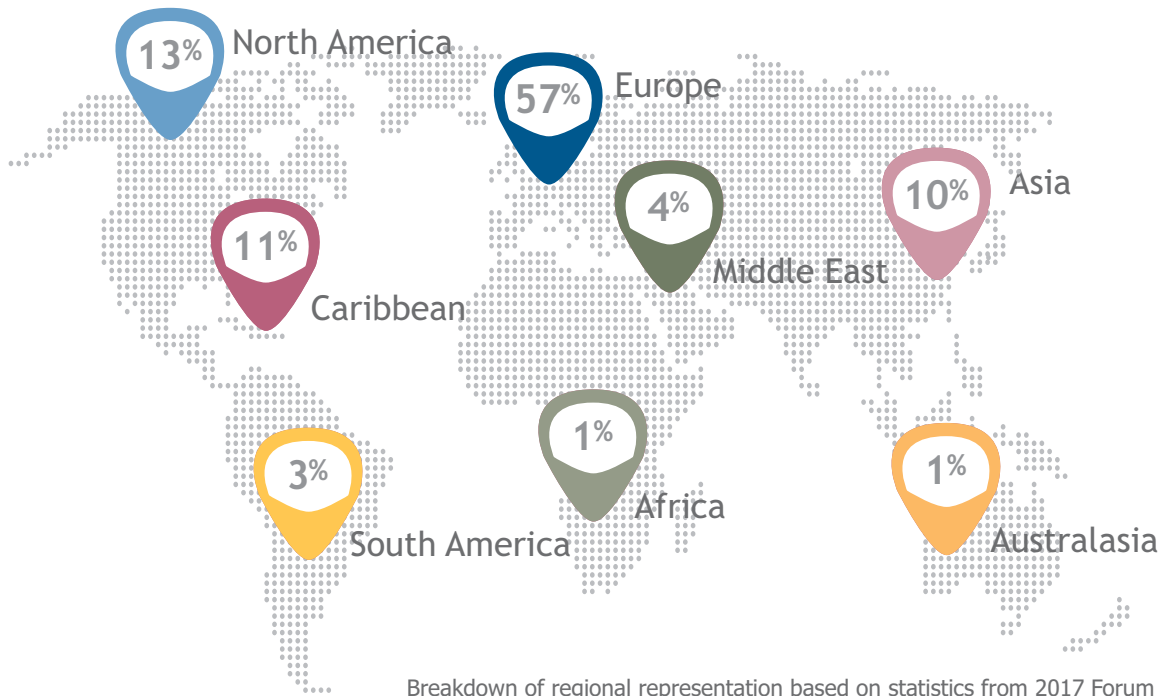 13%
North America
57%
Europe
4%
Middle East
10%
Asia
11%
Caribbean
3%
South America
1%
Africa
1%
Australasia
Breakdown of regional representation based on statistics from 2017 Forum